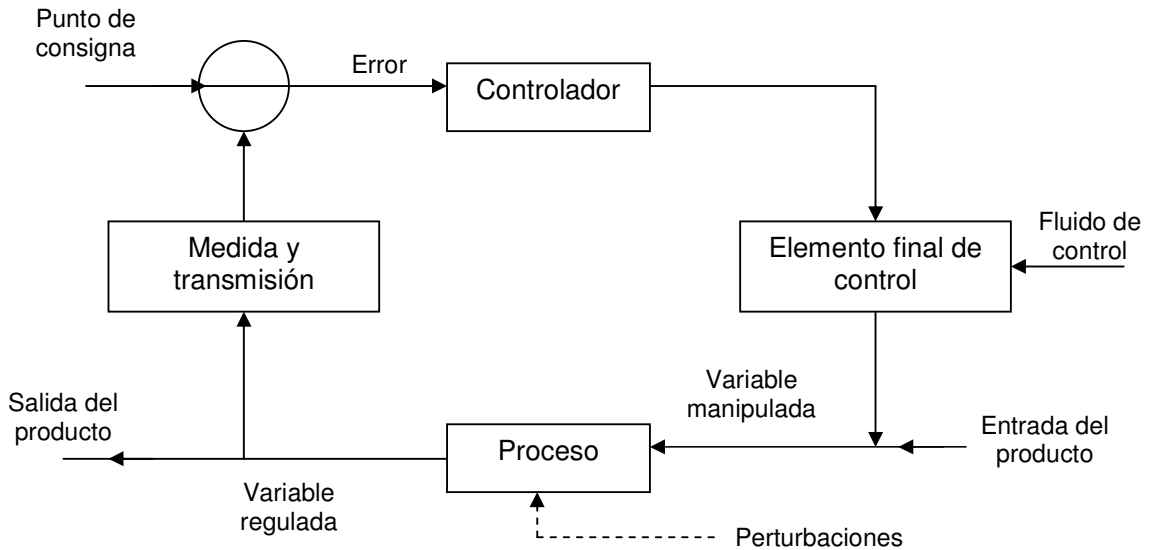 Punto de
consigna
Error
Controlador
Medida y
transmisión
Elemento final de
control
Fluido de
control
Variable
manipulada
Salida del
producto
Proceso
Entrada del
producto
Variable
regulada
Perturbaciones